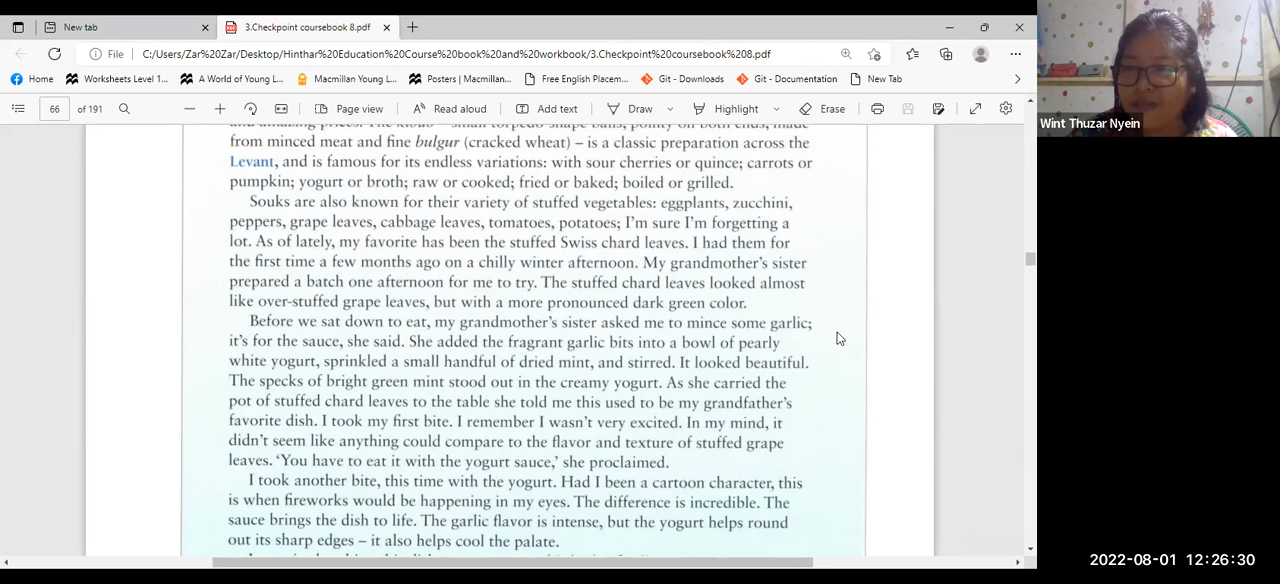 New tab
3.Checkpoint coursebook 8.pdf
File
C:/Users/Zar%20Zar/Desktop/Hinthar%20Education%20Course%20book%20and%20workbook/3.Checkpoint%20coursebook%208.pdf
Home
Worksheets Level 1...
A World of Young L...
Macmillan Young L...
Posters | Macmillan...
Free English Placem...
Git - Downloads
Git - Documentation
New Tab
66 of 191
Page view
Read aloud
Add text
Draw
Highlight
Erase
Wint Thuzar Nyein
and amazing prices. The kibab – small torpedo-shape balls, pointy on both ends, made
from minced meat and fine bulgur (cracked wheat) – is a classic preparation across the
Levant, and is famous for its endless variations: with sour cherries or quince; carrots or
pumpkin; yogurt or broth; raw or cooked; fried or baked; boiled or grilled.
Souks are also known for their variety of stuffed vegetables: eggplants, zucchini,
peppers, grape leaves, cabbage leaves, tomatoes, potatoes; I'm sure I'm forgetting a
lot. As of lately, my favorite has been the stuffed Swiss chard leaves. I had them for
the first time a few months ago on a chilly winter afternoon. My grandmother's sister
prepared a batch one afternoon for me to try. The stuffed chard leaves looked almost
like over-stuffed grape leaves, but with a more pronounced dark green color.
Before we sat down to eat, my grandmother's sister asked me to mince some garlic;
it's for the sauce, she said. She added the fragrant garlic bits into a bowl of pearly
white yogurt, sprinkled a small handful of dried mint, and stirred. It looked beautiful.
The specks of bright green mint stood out in the creamy yogurt. As she carried the
pot of stuffed chard leaves to the table she told me this used to be my grandfather's
favorite dish. I took my first bite. I remember I wasn't very excited. In my mind, it
didn't seem like anything could compare to the flavor and texture of stuffed grape
leaves. 'You have to eat it with the yogurt sauce,' she proclaimed.
I took another bite, this time with the yogurt. Had I been a cartoon character, this
is when fireworks would be happening in my eyes. The difference is incredible. The
sauce brings the dish to life. The garlic flavor is intense, but the yogurt helps round
out its sharp edges – it also helps cool the palate.
2022-08-01 12:26:30